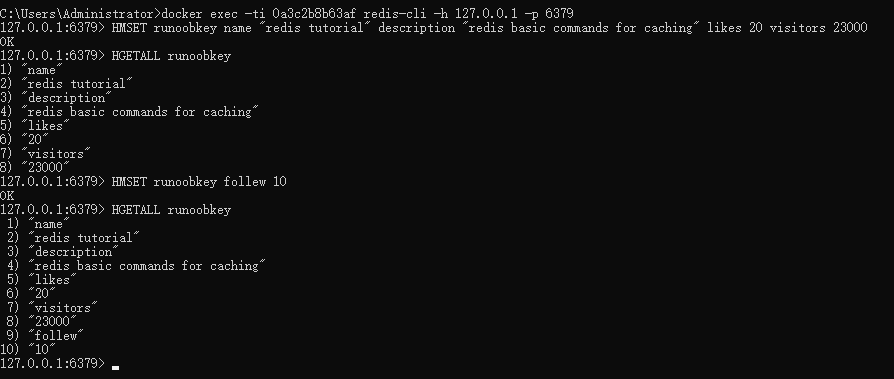 C:\Users\Administrator>docker exec -ti 0a3c2b8b63af redis-cli -h 127.0.0.1 -p 6379
127.0.0.1:6379> HMSET runoobkey name "redis tutorial" description "redis basic commands for caching" likes 20 visitors 23000
OK
127.0.0.1:6379> HGETALL runoobkey
1) "name"
2) "redis tutorial"
3) "description"
4) "redis basic commands for caching"
5) "likes"
6) "20"
7) "visitors"
8) "23000"
127.0.0.1:6379> HMSET runoobkey follew 10
OK
127.0.0.1:6379> HGETALL runoobkey
 1) "name"
 2) "redis tutorial"
 3) "description"
 4) "redis basic commands for caching"
 5) "likes"
 6) "20"
 7) "visitors"
 8) "23000"
 9) "follew"
10) "10"
127.0.0.1:6379>